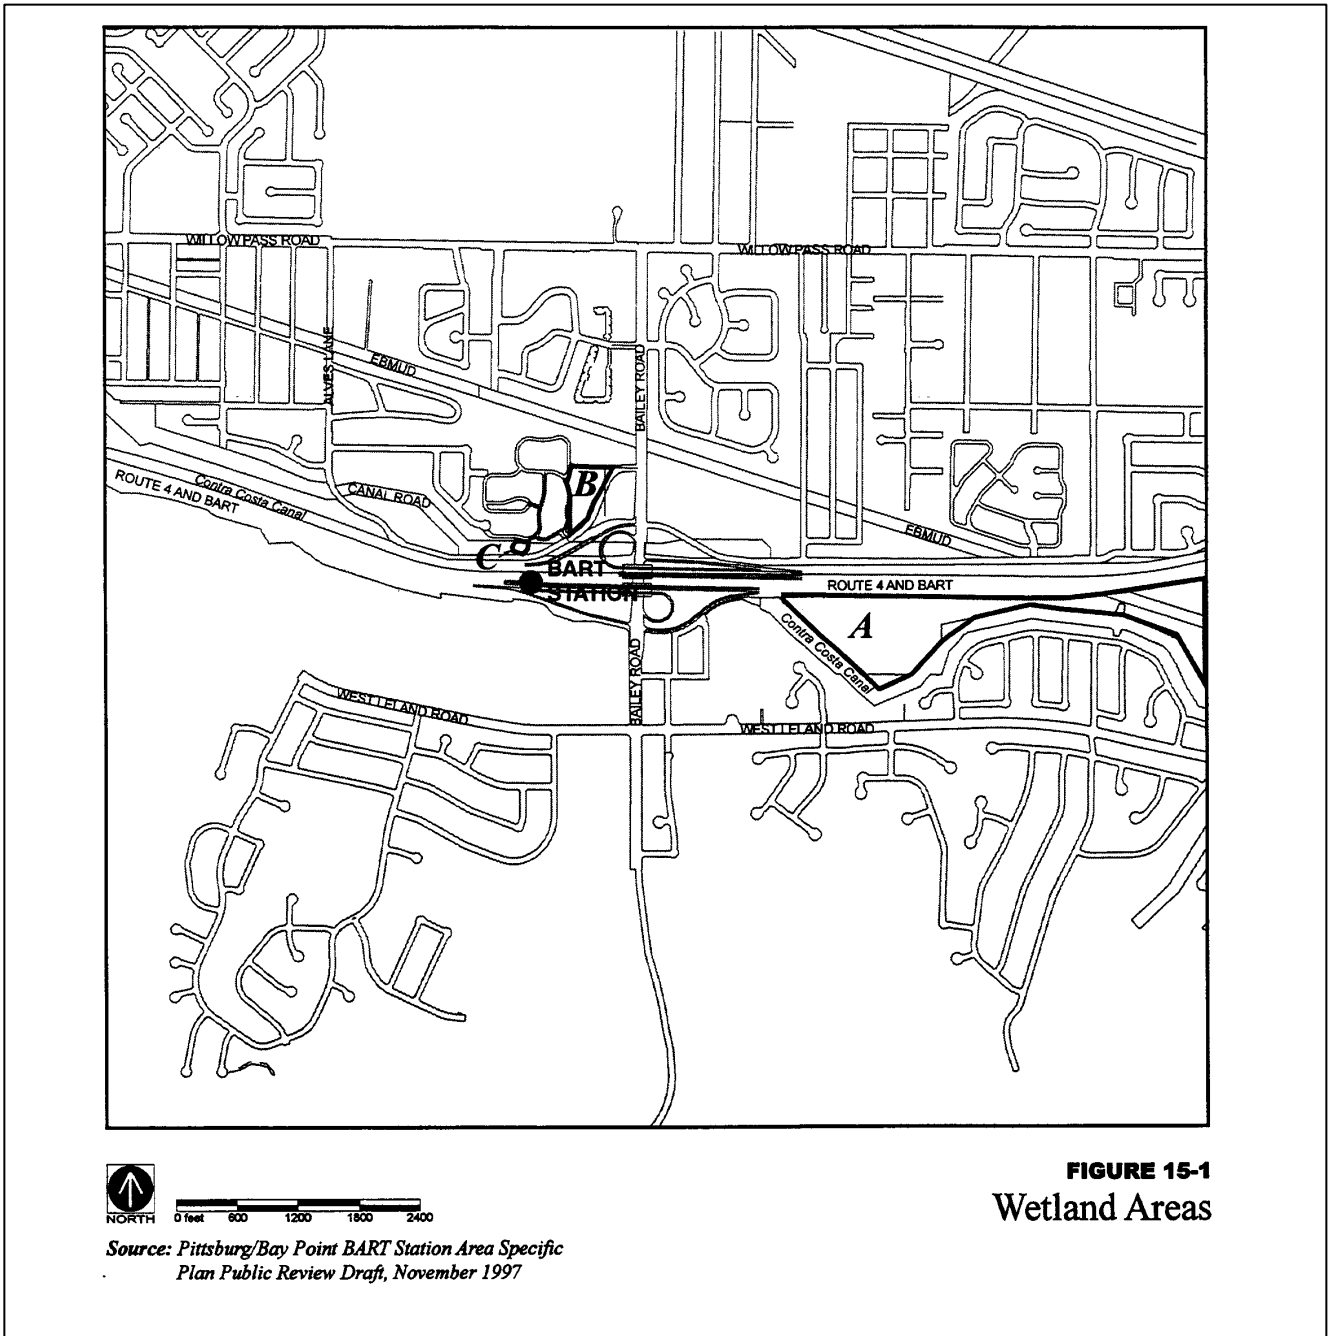 WILLOW PASS ROAD
WILLOW PASS ROAD
ALVES LANE
EBMUD
BAILEY ROAD
ROUTE 4 AND BART
Contra Costa Canal
CANAL ROAD
B
EBMUD
C
BART
STATION
ROUTE 4 AND BART
A
Contra Costa Canal
BAILEY ROAD
WEST LELAND ROAD
WEST LELAND ROAD
FIGURE 15-1
Wetland Areas
NORTH
0 feet 600 1200 1800 2400
Source: Pittsburg/Bay Point BART Station Area Specific
Plan Public Review Draft, November 1997